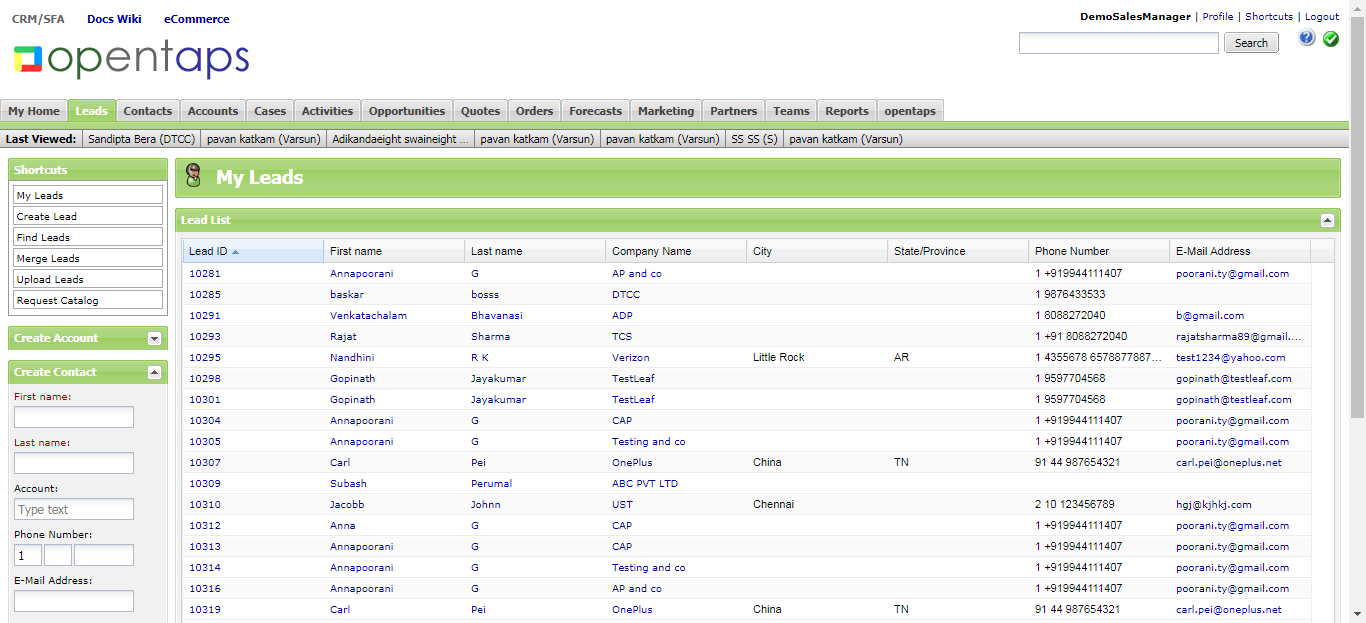 CRM/SFA Docs Wiki eCommerce
DemoSalesManager | Profile | Shortcuts | Logout
opentaps
Search
My Home Leads Contacts Accounts Cases Activities Opportunities Quotes Orders Forecasts Marketing Partners Teams Reports opentaps
Last Viewed: Sandipta Bera (DTCC) pavan katkam (Varsun) Adikandaeight swaineight ... pavan katkam (Varsun) pavan katkam (Varsun) SS SS (S) pavan katkam (Varsun)
Shortcuts
My Leads
Create Lead
Find Leads
Merge Leads
Upload Leads
Request Catalog
Create Account
Create Contact
First name:
Last name:
Account:
Type text
Phone Number:
1
E-Mail Address:
My Leads
Lead List
Lead ID First name Last name Company Name City State/Province Phone Number E-Mail Address
10281 Annapoorani G AP and co 1 +919944111407 poorani.ty@gmail.com
10285 baskar bosss DTCC 1 9876433533
10291 Venkatachalam Bhavanasi ADP 1 8088272040 b@gmail.com
10293 Rajat Sharma TCS 1 +91 8088272040 rajatsharma89@gmail....
10295 Nandhini R K Verizon Little Rock AR 1 4355678 6578877887... test1234@yahoo.com
10298 Gopinath Jayakumar TestLeaf 1 9597704568 gopinath@testleaf.com
10301 Gopinath Jayakumar TestLeaf 1 9597704568 gopinath@testleaf.com
10304 Annapoorani G CAP 1 +919944111407 poorani.ty@gmail.com
10305 Annapoorani G Testing and co 1 +919944111407 poorani.ty@gmail.com
10307 Carl Pei OnePlus China TN 91 44 987654321 carl.pei@oneplus.net
10309 Subash Perumal ABC PVT LTD
10310 Jacobb Johnn UST Chennai 2 10 123456789 hgj@kjhkj.com
10312 Anna G CAP 1 +919944111407 poorani.ty@gmail.com
10313 Annapoorani G CAP 1 +919944111407 poorani.ty@gmail.com
10314 Annapoorani G Testing and co 1 +919944111407 poorani.ty@gmail.com
10316 Annapoorani G AP and co 1 +919944111407 poorani.ty@gmail.com
10319 Carl Pei OnePlus China TN 91 44 987654321 carl.pei@oneplus.net